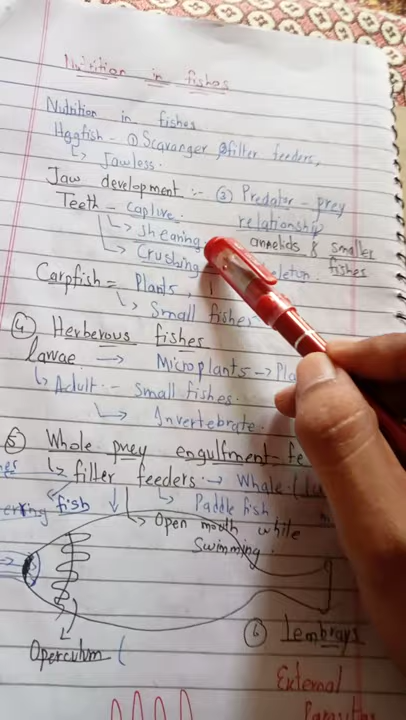 Nutrition in fishes
Nutrition in fishes.
Hagfish - ① Scavanger, ② filter feeders,
↳ Jawless.
Jaw development :- ③ Predator - prey
Teeth - capture. relationship
↳ shearing. annelids & smaller
↳ Crushing skeleton. fishes
Carpfish = Plants,
↳ Small fishes
④ Herberous fishes
larvae → Microplants →
↳ Adult :- Small fishes.
↳ Invertebrate.
⑤ Whole prey engulfment -
↳ filter feeders → Whale
fish ↳ Paddle fish.
↳ Open mouth while
Swimming.
⑥ Lembrays
Operculum (
External